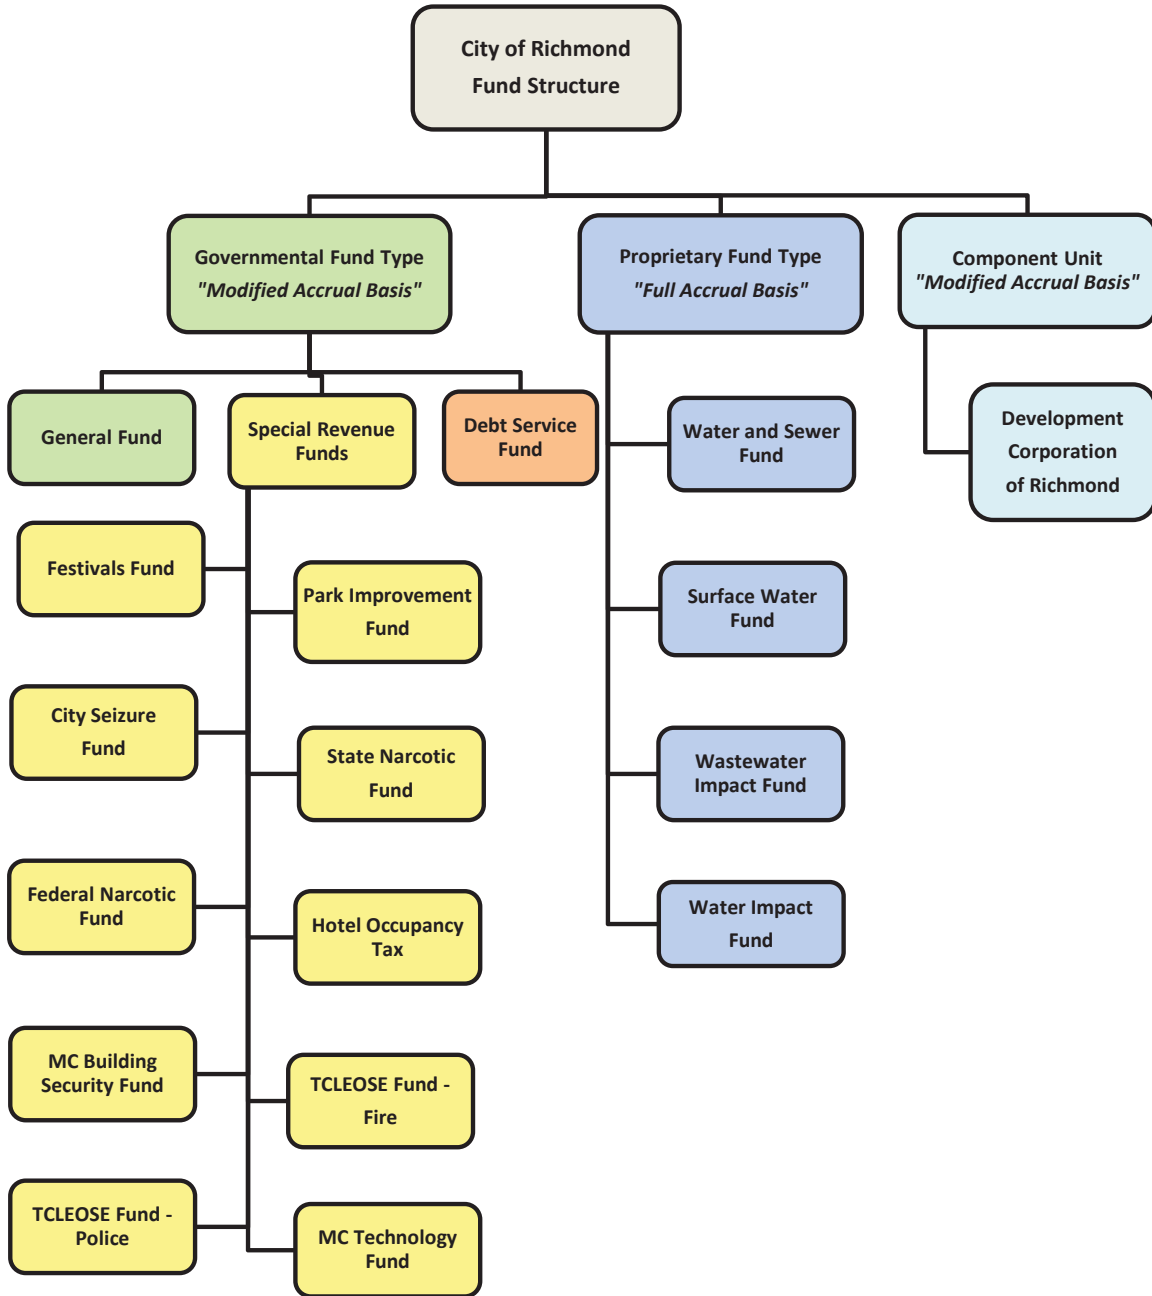 City of Richmond
Fund Structure
Governmental Fund Type
"Modified Accrual Basis"
Proprietary Fund Type
"Full Accrual Basis"
Component Unit
"Modified Accrual Basis"
General Fund
Special Revenue
Funds
Debt Service
Fund
Water and Sewer
Fund
Development
Corporation
of Richmond
Festivals Fund
Park Improvement
Fund
Surface Water
Fund
City Seizure
Fund
State Narcotic
Fund
Wastewater
Impact Fund
Federal Narcotic
Fund
Hotel Occupancy
Tax
Water Impact
Fund
MC Building
Security Fund
TCLEOSE Fund -
Fire
TCLEOSE Fund -
Police
MC Technology
Fund